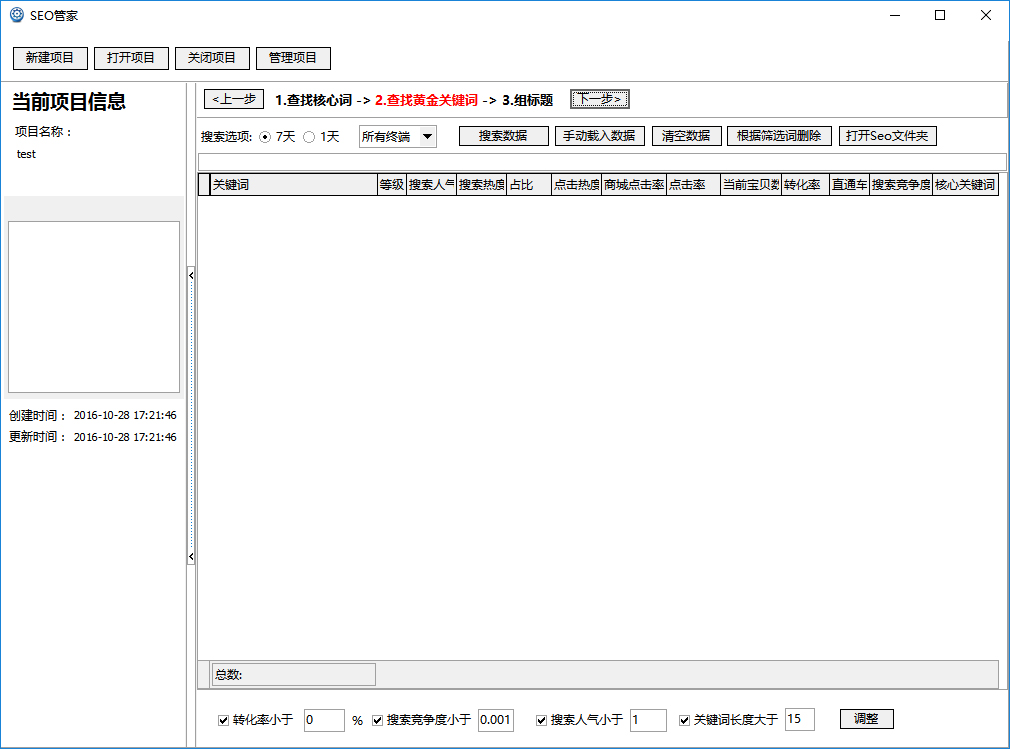 SEO管家
新建项目 打开项目 关闭项目 管理项目
当前项目信息
项目名称：
test
创建时间： 2016-10-28 17:21:46
更新时间： 2016-10-28 17:21:46
<上一步 1.查找核心词 -> 2.查找黄金关键词 -> 3.组标题 下一步>
搜索选项: 7天 1天 所有终端 搜索数据 手动载入数据 清空数据 根据筛选词删除 打开Seo文件夹
关键词 等级 搜索人气 搜索热度 占比 点击热度 商城点击率 点击率 当前宝贝数 转化率 直通车 搜索竞争度 核心关键词
总数:
转化率小于 0 % 搜索竞争度小于 0.001 搜索人气小于 1 关键词长度大于 15 调整